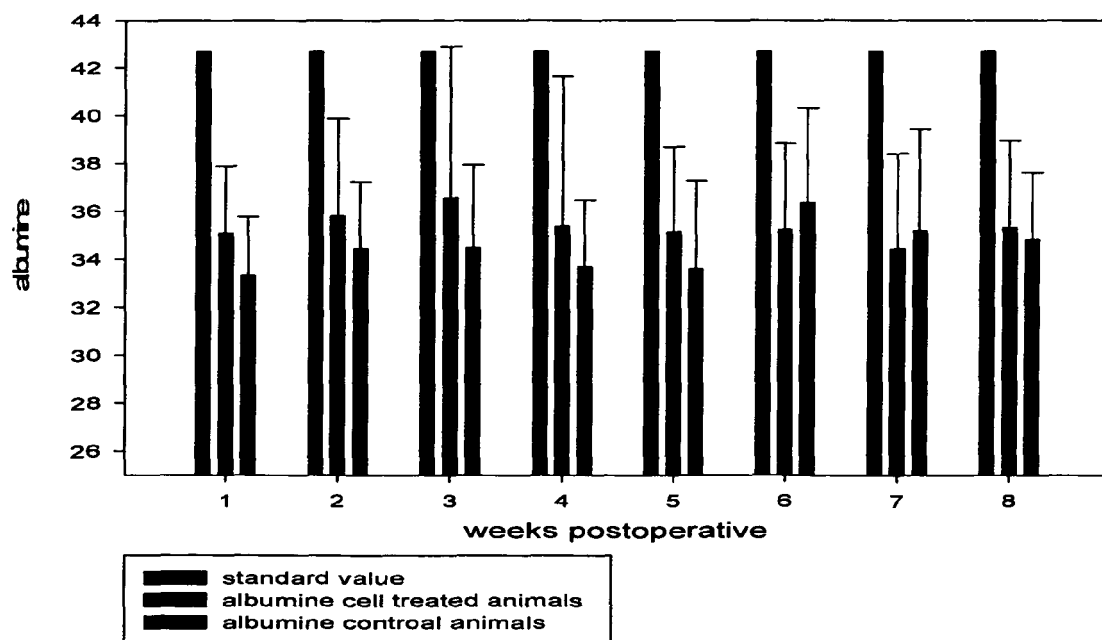 44
42
40
38
36
34
32
30
28
26
albumine
1 2 3 4 5 6 7 8
weeks postoperative
standard value
albumine cell treated animals
albumine controal animals